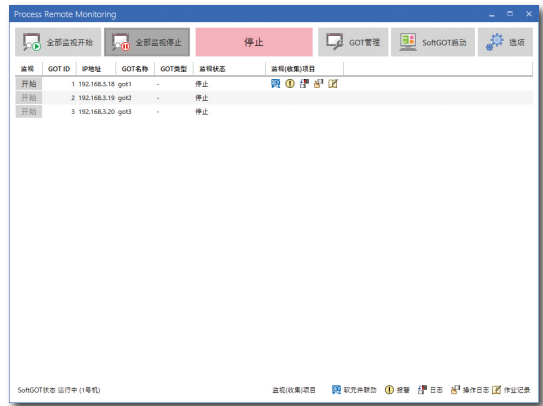 Process Remote Monitoring
全部监视开始 全部监视停止 停止 GOT管理 SoftGOT启动 选项
监视 GOT ID IP地址 GOT名称 GOT类型 监视状态 监视(收集)项目
开始 1 192.168.3.18 got1 - 停止
开始 2 192.168.3.19 got2 - 停止
开始 3 192.168.3.20 got3 - 停止
SoftGOT状态 运行中 (1号机) 监视(收集)项目 软元件联动 报警 日志 操作日志 作业记录